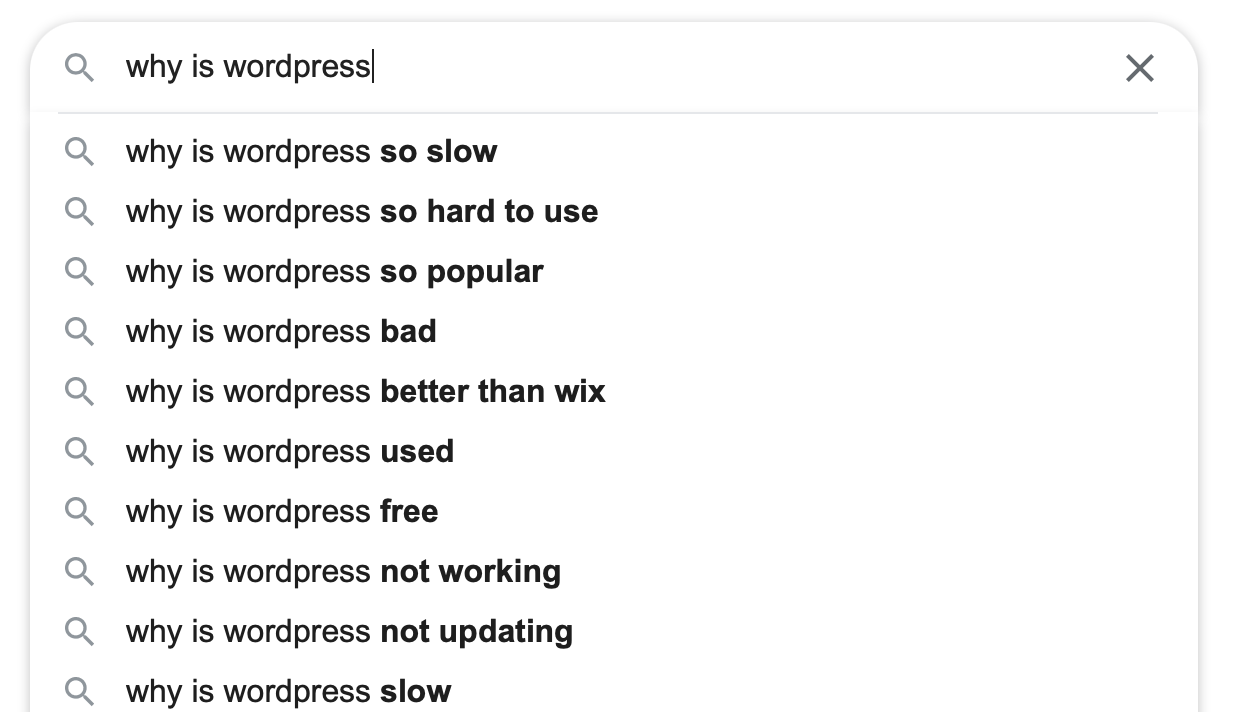 why is wordpress
why is wordpress so slow
why is wordpress so hard to use
why is wordpress so popular
why is wordpress bad
why is wordpress better than wix
why is wordpress used
why is wordpress free
why is wordpress not working
why is wordpress not updating
why is wordpress slow